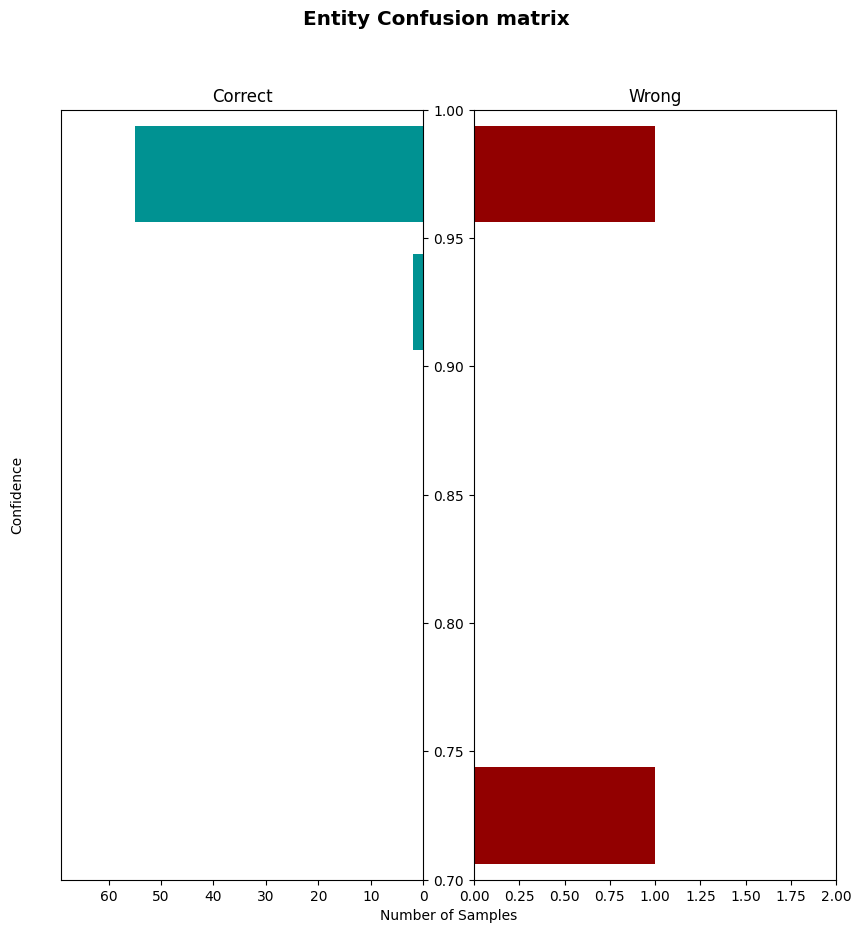 Entity Confusion matrix
Correct
Wrong
Confidence
1.00
0.95
0.90
0.85
0.80
0.75
0.70
60 50 40 30 20 10 0
0.00 0.25 0.50 0.75 1.00 1.25 1.50 1.75 2.00
Number of Samples